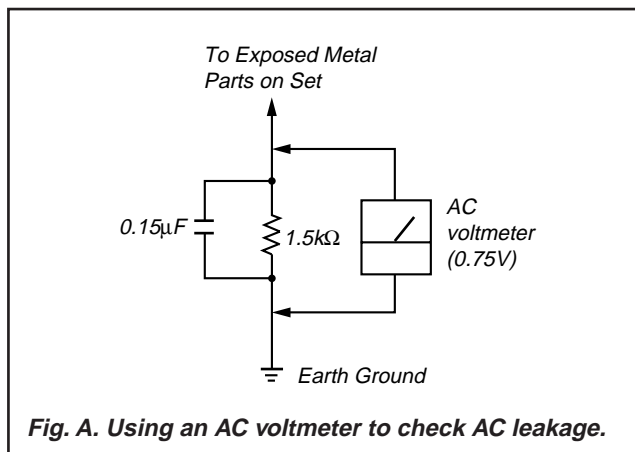 To Exposed Metal
Parts on Set
0.15μF
1.5kΩ
AC
voltmeter
(0.75V)
Earth Ground
Fig. A. Using an AC voltmeter to check AC leakage.